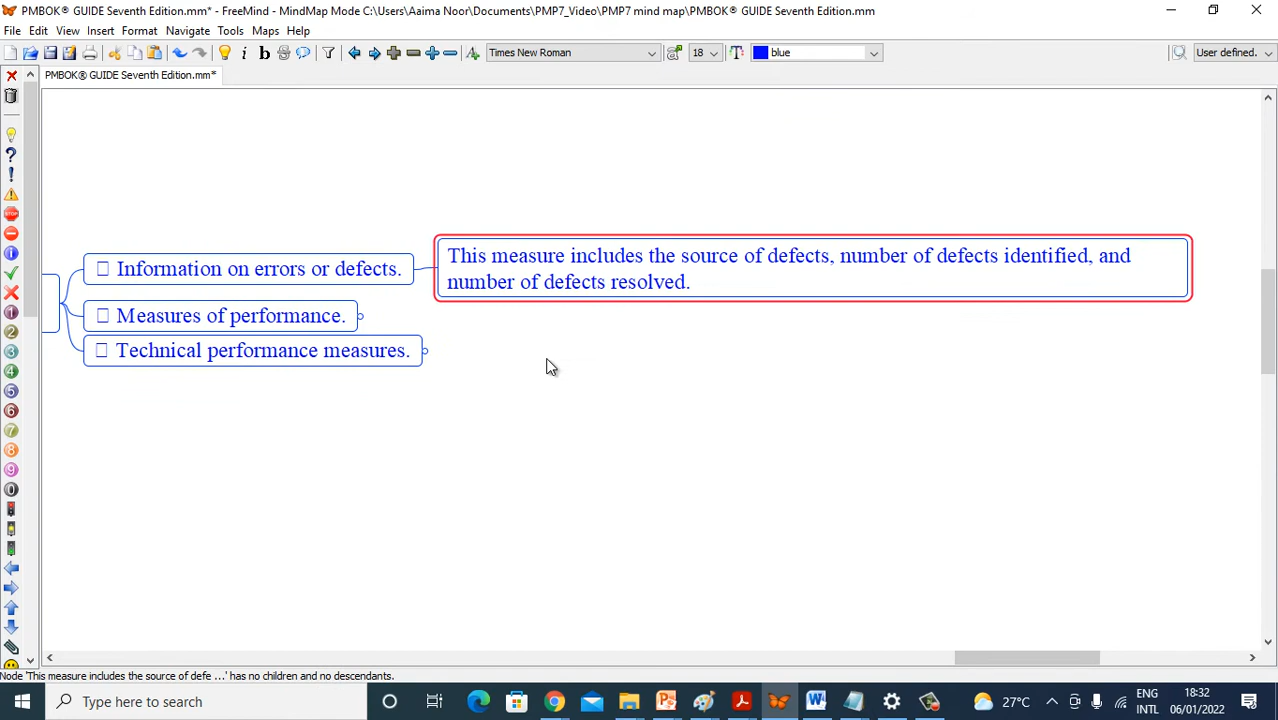 PMBOK® GUIDE Seventh Edition.mm* - FreeMind - MindMap Mode C:\Users\Aaima Noor\Documents\PMP7_Video\PMP7 mind map\PMBOK® GUIDE Seventh Edition.mm
File Edit View Insert Format Navigate Tools Maps Help
Times New Roman 18 blue User defined.
PMBOK® GUIDE Seventh Edition.mm*
This measure includes the source of defects, number of defects identified, and
number of defects resolved.
Information on errors or defects.
Measures of performance.
Technical performance measures.
Node 'This measure includes the source of defe ...' has no children and no descendants.
Type here to search
27°C
ENG
INTL
18:32
06/01/2022